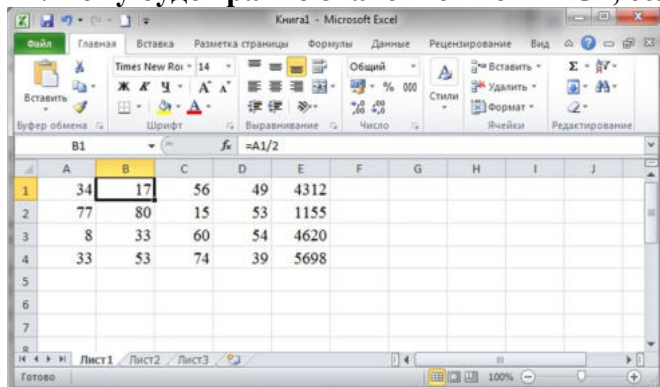 Книга1 - Microsoft Excel
Файл Главная Вставка Разметка страницы Формулы Данные Рецензирование Вид
Вставить
Times New Roi 14
Ж К Ч
Общий
% 000
Стили
Вставить
Удалить
Формат
Буфер обмена Шрифт Выравнивание Число Ячейки Редактирование
B1 fx =A1/2
A B C D E F G H I J
1 34 17 56 49 4312
2 77 80 15 53 1155
3 8 33 60 54 4620
4 33 53 74 39 5698
5
6
7
8
Лист1 Лист2 Лист3
Готово 100%